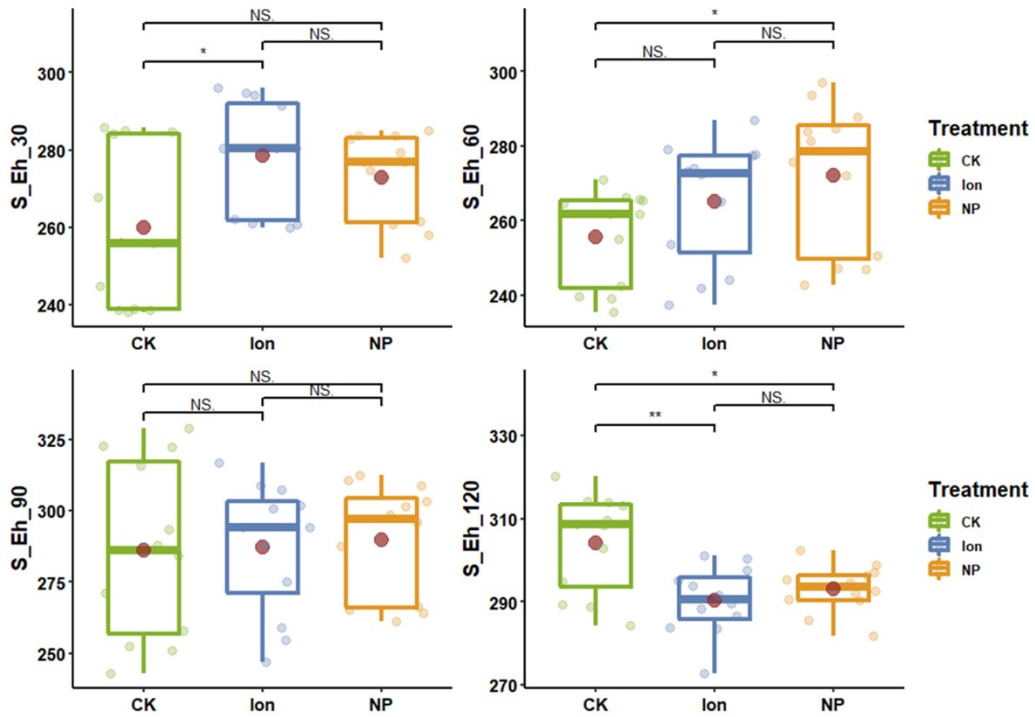 NS.
* NS.
S_Eh_30
300
280
260
240
CK Ion NP
*
NS. NS.
S_Eh_60
300
280
260
240
CK Ion NP
Treatment
CK
Ion
NP
NS.
NS. NS.
S_Eh_90
325
300
275
250
CK Ion NP
*
** NS.
S_Eh_120
330
310
290
270
CK Ion NP
Treatment
CK
Ion
NP